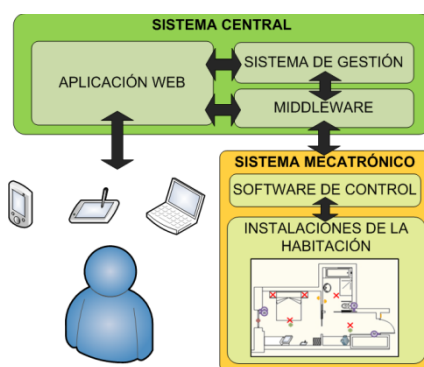 SISTEMA CENTRAL
APLICACIÓN WEB
SISTEMA DE GESTIÓN
MIDDLEWARE
SISTEMA MECATRÓNICO
SOFTWARE DE CONTROL
INSTALACIONES DE LA
HABITACIÓN